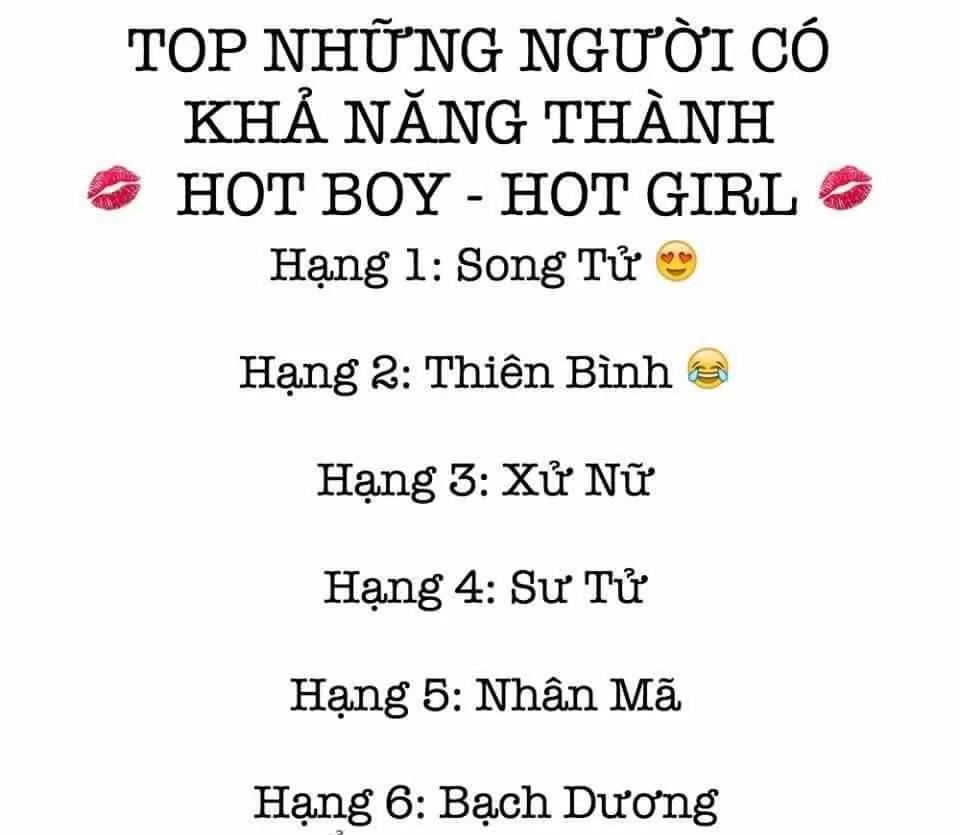 TOP NHỮNG NGƯỜI CÓ
KHẢ NĂNG THÀNH
💋 HOT BOY - HOT GIRL 💋
Hạng 1: Song Tử 😍
Hạng 2: Thiên Bình 😂
Hạng 3: Xử Nữ
Hạng 4: Sư Tử
Hạng 5: Nhân Mã
Hạng 6: Bạch Dương